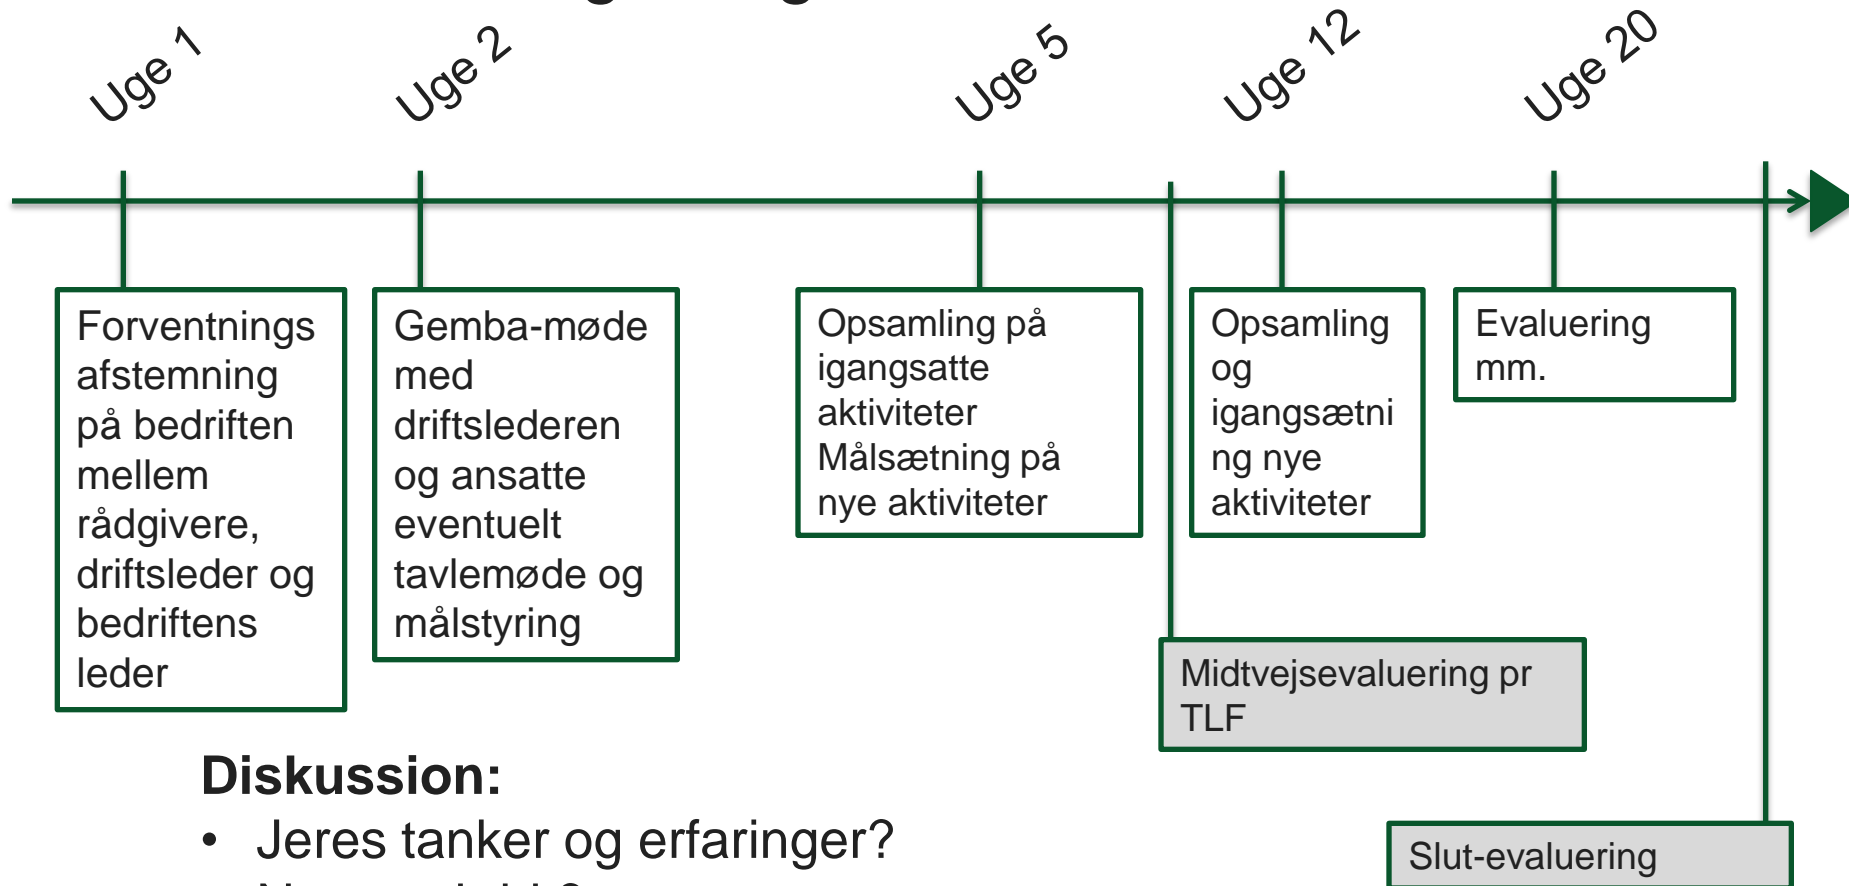 Uge 1
Uge 2
Uge 5
Uge 12
Uge 20
Forventnings
afstemning
på bedriften
mellem
rådgivere,
driftsleder og
bedriftens
leder
Gemba-møde
med
driftslederen
og ansatte
eventuelt
tavlemøde og
målstyring
Opsamling på
igangsatte
aktiviteter
Målsætning på
nye aktiviteter
Opsamling
og
igangsætni
ng nye
aktiviteter
Evaluering
mm.
Midtvejsevaluering pr
TLF
Slut-evaluering
Diskussion:
• Jeres tanker og erfaringer?